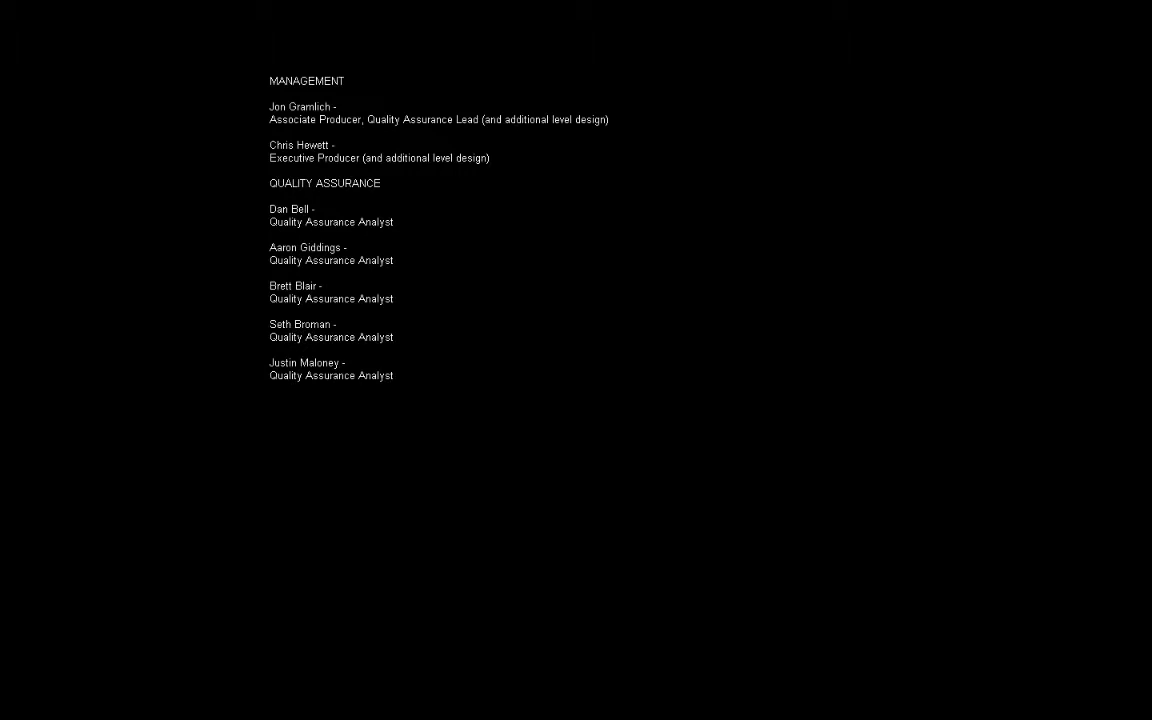 MANAGEMENT
Jon Gramlich -
Associate Producer, Quality Assurance Lead (and additional level design)
Chris Hewett -
Executive Producer (and additional level design)
QUALITY ASSURANCE
Dan Bell -
Quality Assurance Analyst
Aaron Giddings -
Quality Assurance Analyst
Brett Blair -
Quality Assurance Analyst
Seth Broman -
Quality Assurance Analyst
Justin Maloney -
Quality Assurance Analyst